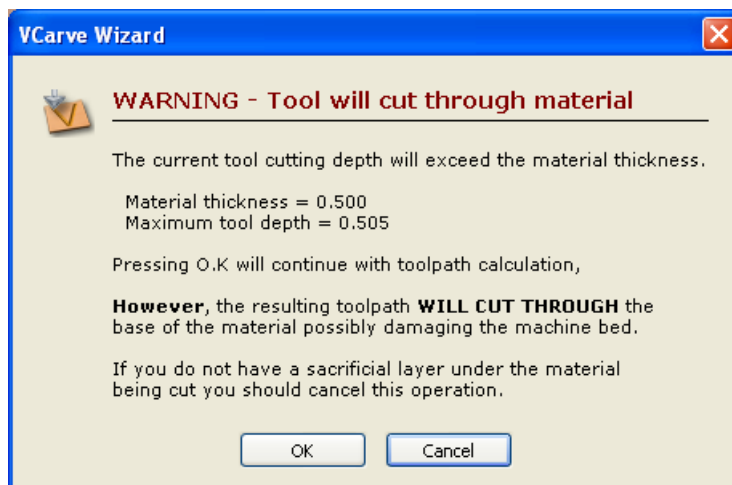 VCarve Wizard
WARNING - Tool will cut through material
The current tool cutting depth will exceed the material thickness.
Material thickness = 0.500
Maximum tool depth = 0.505
Pressing O.K will continue with toolpath calculation,
However, the resulting toolpath WILL CUT THROUGH the
base of the material possibly damaging the machine bed.
If you do not have a sacrificial layer under the material
being cut you should cancel this operation.
OK
Cancel